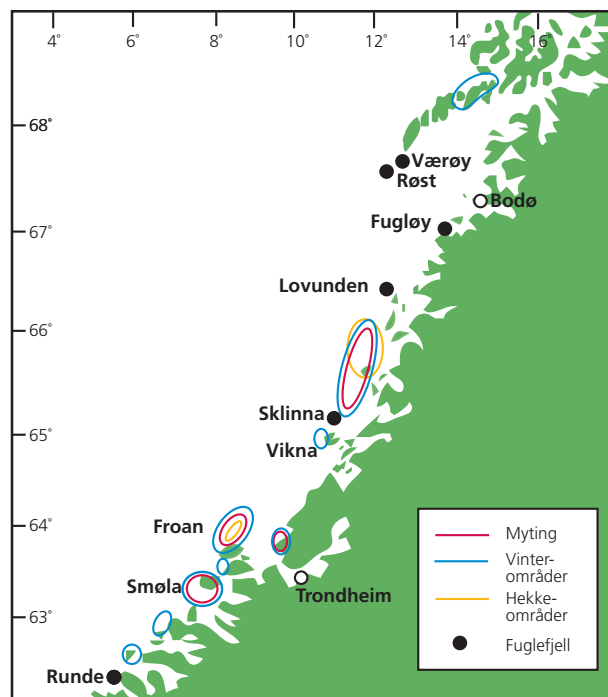 4° 6° 8° 10° 12° 14° 16°
68°
Værøy
Røst
Bodø
67°
Fugløy
Lovunden
66°
Sklinna
65°
Vikna
64°
Froan
Smøla
Trondheim
63°
Runde
Myting
Vinter-
områder
Hekke-
områder
Fuglefjell